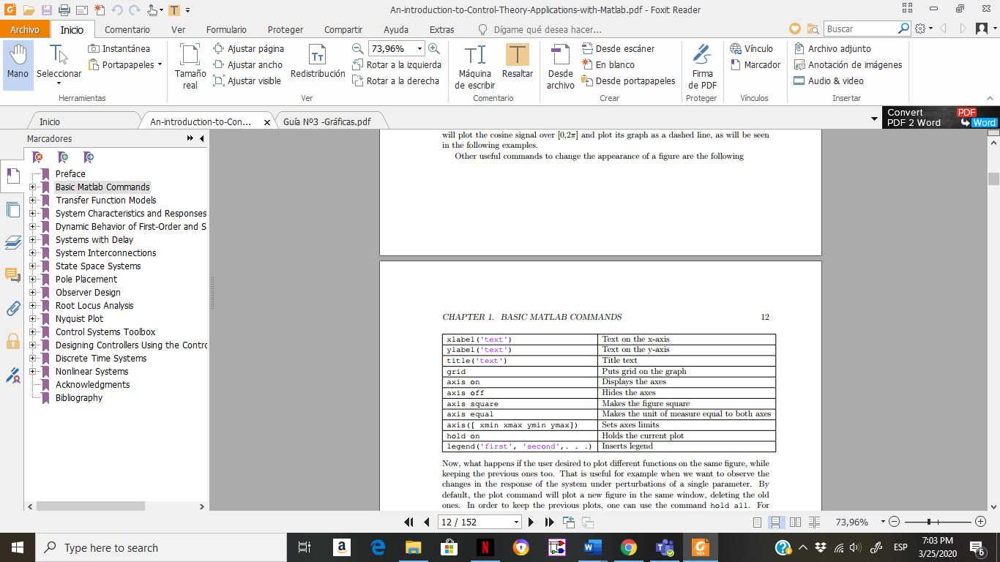 An-introduction-to-Control-Theory-Applications-with-Matlab.pdf - Foxit Reader
Archivo Inicio Comentario Ver Formulario Proteger Compartir Ayuda Extras Dígame qué desea hacer... Buscar
Mano
Seleccionar
Instantánea
Portapapeles
Herramientas
Tamaño
real
Ajustar página
Ajustar ancho
Ajustar visible
Redistribución
73,96%
Rotar a la izquierda
Rotar a la derecha
Ver
Máquina
de escribir
Resaltar
Comentario
Desde
archivo
Desde escáner
En blanco
Desde portapapeles
Crear
Firma
de PDF
Proteger
Vínculo
Marcador
Vínculos
Archivo adjunto
Anotación de imágenes
Audio & video
Insertar
Inicio An-introduction-to-Con... Guía Nº3 -Gráficas.pdf
Convert PDF
PDF 2 Word Word
Marcadores
Preface
Basic Matlab Commands
Transfer Function Models
System Characteristics and Responses
Dynamic Behavior of First-Order and S
Systems with Delay
System Interconnections
State Space Systems
Pole Placement
Observer Design
Root Locus Analysis
Nyquist Plot
Control Systems Toolbox
Designing Controllers Using the Contro
Discrete Time Systems
Nonlinear Systems
Acknowledgments
Bibliography
will plot the cosine signal over [0,2π] and plot its graph as a dashed line, as will be seen
in the following examples.
Other useful commands to change the appearance of a figure are the following
CHAPTER 1. BASIC MATLAB COMMANDS 12
xlabel('text') Text on the x-axis
ylabel('text') Text on the y-axis
title('text') Title text
grid Puts grid on the graph
axis on Displays the axes
axis off Hides the axes
axis square Makes the figure square
axis equal Makes the unit of measure equal to both axes
axis([ xmin xmax ymin ymax]) Sets axes limits
hold on Holds the current plot
legend('first', 'second',. . .) Inserts legend
Now, what happens if the user desired to plot different functions on the same figure, while
keeping the previous ones too. That is useful for example when we want to observe the
changes in the response of the system under perturbations of a single parameter. By
default, the plot command will plot a new figure in the same window, deleting the old
ones. In order to keep the previous plots, one can use the command hold all. For
12 / 152
73,96%
Type here to search
ESP
7:03 PM
3/25/2020
6